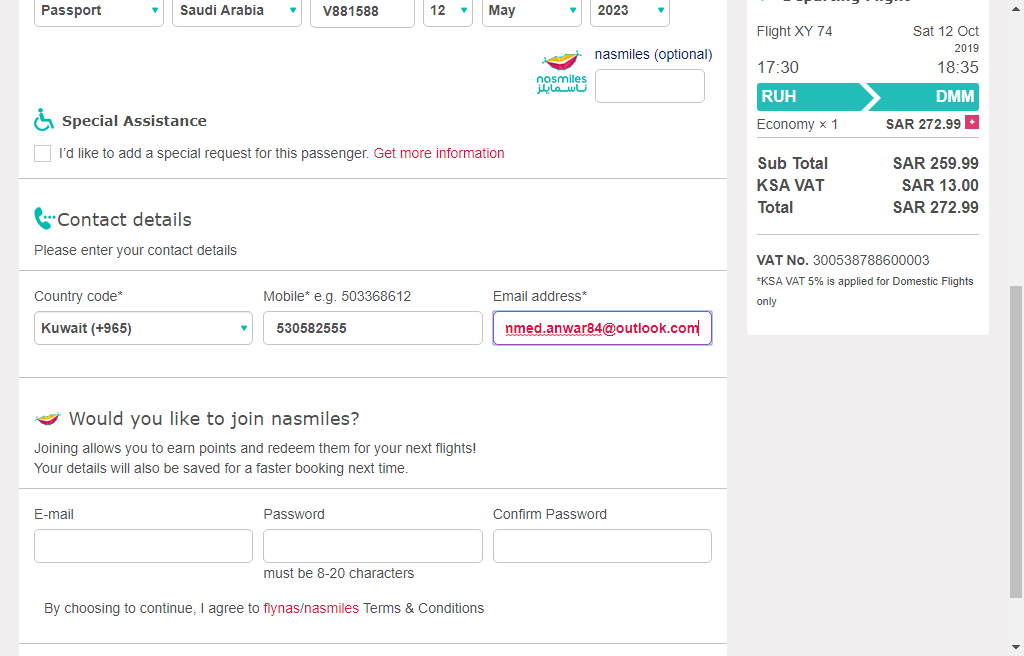 Passport Saudi Arabia V881588 12 May 2023
nasmiles (optional)
nasmiles
ناسمايلز
Special Assistance
I'd like to add a special request for this passenger. Get more information
Contact details
Please enter your contact details
Country code* Mobile* e.g. 503368612 Email address*
Kuwait (+965) 530582555 nmed.anwar84@outlook.com
Would you like to join nasmiles?
Joining allows you to earn points and redeem them for your next flights!
Your details will also be saved for a faster booking next time.
E-mail Password Confirm Password
must be 8-20 characters
By choosing to continue, I agree to flynas/nasmiles Terms & Conditions
Flight XY 74 Sat 12 Oct
2019
17:30 18:35
RUH DMM
Economy × 1 SAR 272.99 +
Sub Total SAR 259.99
KSA VAT SAR 13.00
Total SAR 272.99
VAT No. 300538788600003
*KSA VAT 5% is applied for Domestic Flights
only